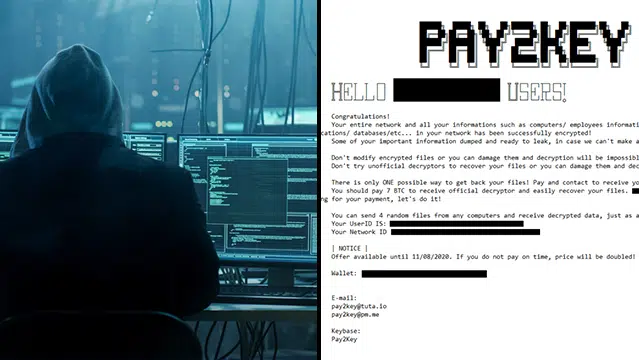 PAY2KEY
HELLO USERS!
Congratulations!
Your entire network and all your informations such as computers/ employees informati
cations/ databases/etc... in your network has been successfully encrypted!
Some of your important information dumped and ready to leak, in case we can't make a
Don't modify encrypted files or you can damage them and decryption will be impossibl
Don't try unofficial decryptors to recover your files or you can damage them and dec
There is only ONE possible way to get back your files! Pay and contact to receive yo
You should pay 7 BTC to receive official decryptor and easily recover your files.
ng for your payment, let's do it!
You can send 4 random files from any computers and receive decrypted data, just as a
Your UserID IS:
Your Network ID
| NOTICE |
Offer available until 11/08/2020. If you do not pay on time, price will be doubled!
Wallet:
E-mail:
pay2key@tuta.io
pay2key@pm.me
Keybase:
Pay2Key